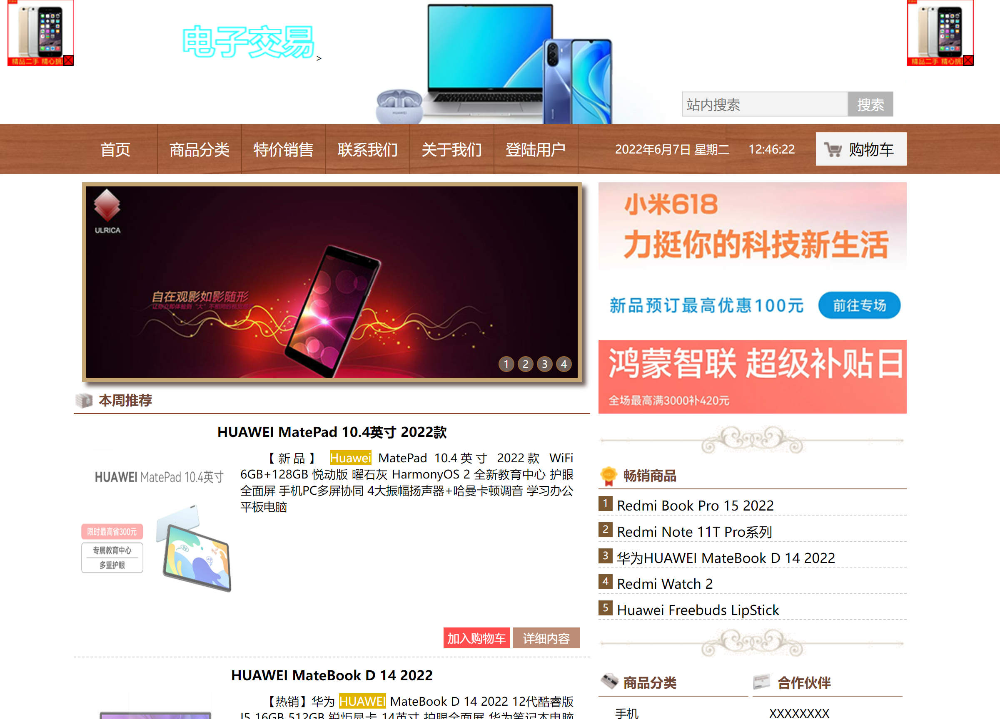 电子交易
>
精品二手 精心挑
精品二手 精心挑
HUAWEI
站内搜索 搜索
首页 商品分类 特价销售 联系我们 关于我们 登陆用户 2022年6月7日 星期二 12:46:22 购物车
ULRICA
自在观影如影随形
让你立即体验到“大”不相同的视觉感
1 2 3 4
小米618
力挺你的科技新生活
新品预订最高优惠100元 前往专场
鸿蒙智联 超级补贴日
全场最高满3000补420元
本周推荐
HUAWEI MatePad 10.4英寸 2022款
HUAWEI MatePad 10.4英寸
限时最高省300元
专属教育中心
多重护眼
【新品】 Huawei MatePad 10.4英寸 2022款 WiFi
6GB+128GB 悦动版 曜石灰 HarmonyOS 2 全新教育中心 护眼
全面屏 手机PC多屏协同 4大振幅扬声器+哈曼卡顿调音 学习办公
平板电脑
加入购物车 详细内容
HUAWEI MateBook D 14 2022
【热销】华为 HUAWEI MateBook D 14 2022 12代酷睿版
I5 16GB 512GB 锐炬显卡 14英寸 护眼全面屏 华为笔记本电脑
畅销商品
1 Redmi Book Pro 15 2022
2 Redmi Note 11T Pro系列
3 华为HUAWEI MateBook D 14 2022
4 Redmi Watch 2
5 Huawei Freebuds LipStick
商品分类
手机
合作伙伴
XXXXXXXX